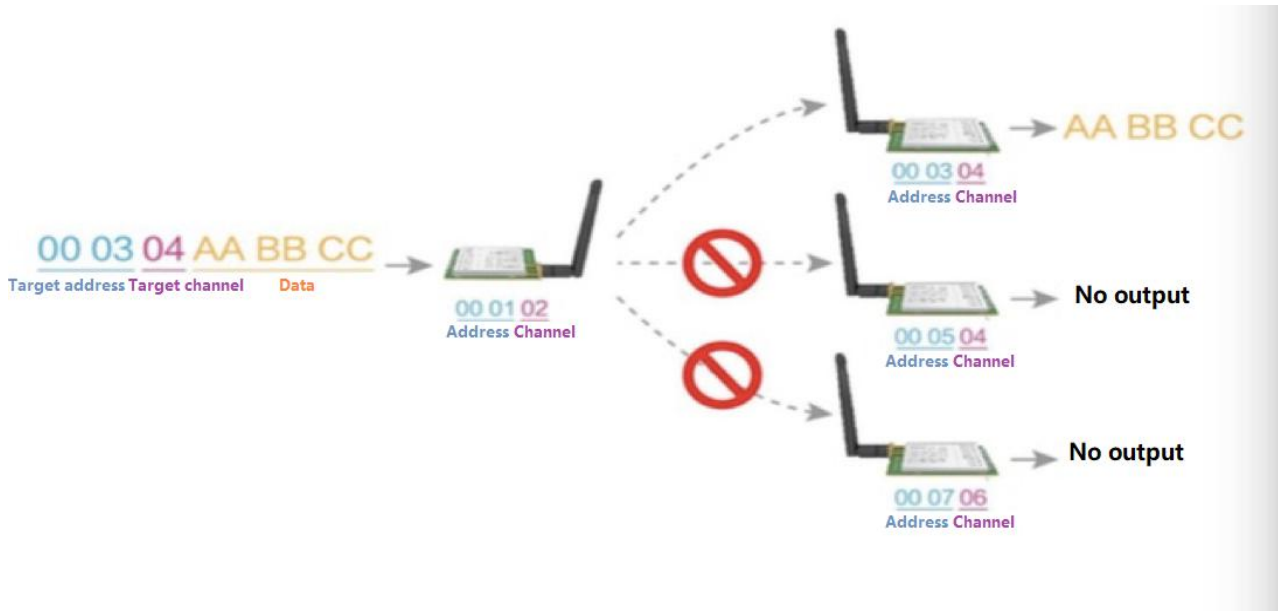 00 03 04 AA BB CC
Target address Target channel Data
00 01 02
Address Channel
AA BB CC
00 03 04
Address Channel
No output
00 05 04
Address Channel
No output
00 07 06
Address Channel